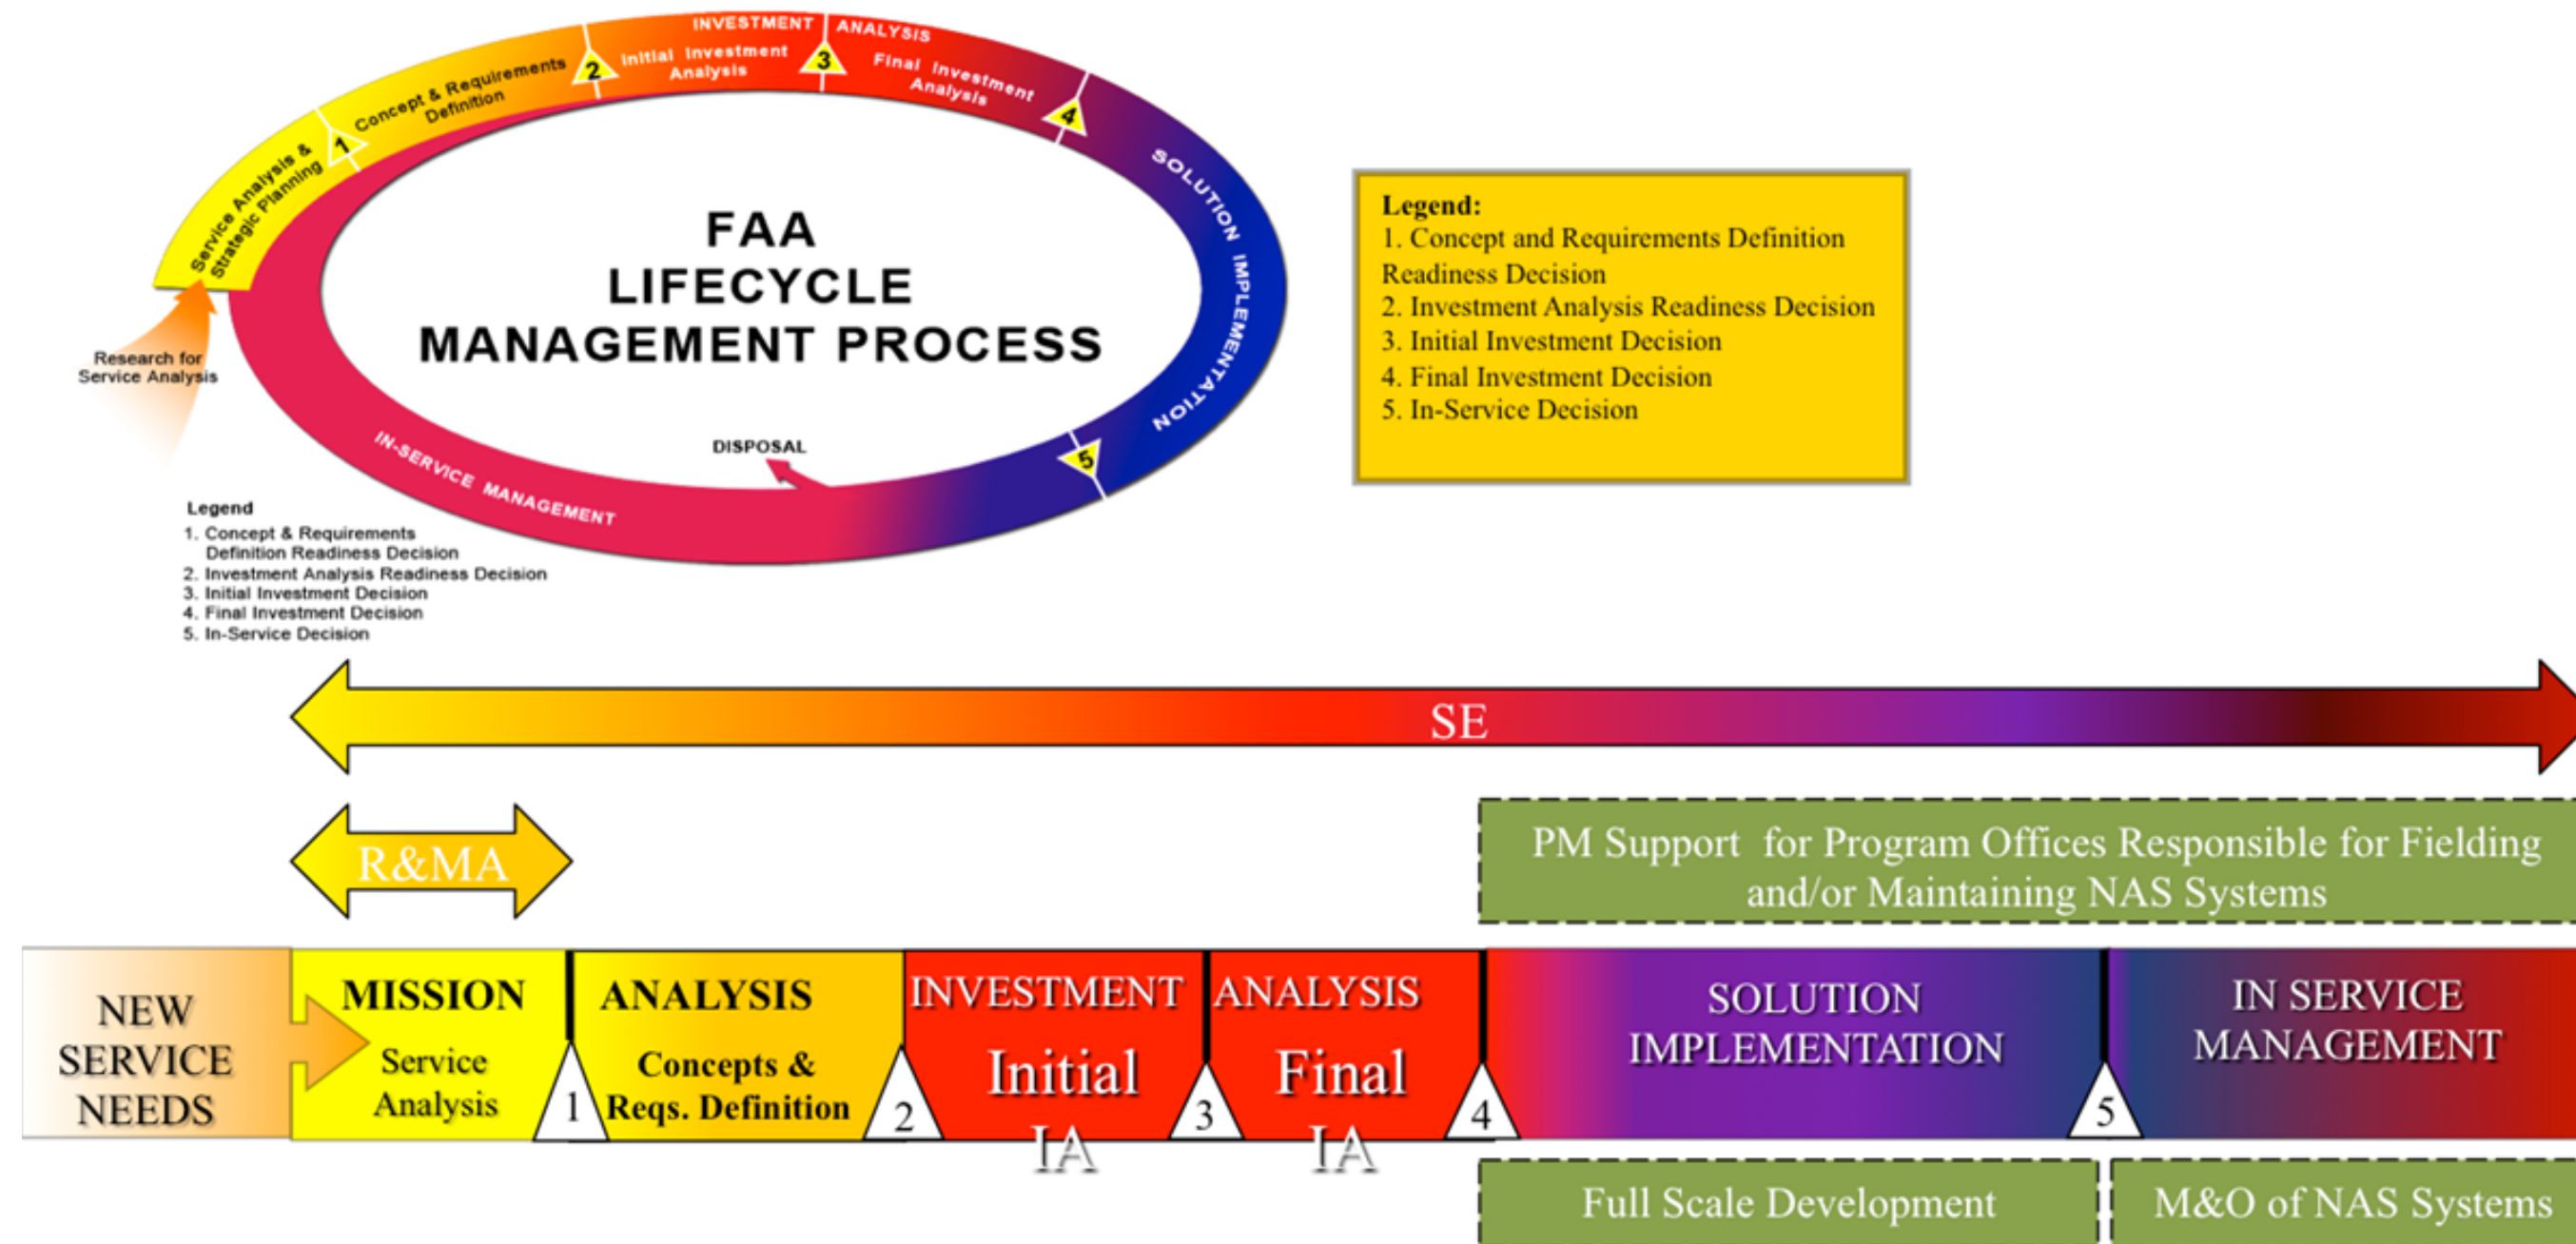 INVESTMENT ANALYSIS
Initial Investment
Analysis
Final Investment
Analysis
Concept & Requirements
Definition
Service Analysis &
Strategic Planning
1
2
3
4
5
SOLUTION IMPLEMENTATION
FAA
LIFECYCLE
MANAGEMENT PROCESS
Research for
Service Analysis
DISPOSAL
IN-SERVICE MANAGEMENT
Legend
1. Concept & Requirements
Definition Readiness Decision
2. Investment Analysis Readiness Decision
3. Initial Investment Decision
4. Final Investment Decision
5. In-Service Decision
Legend:
1. Concept and Requirements Definition
Readiness Decision
2. Investment Analysis Readiness Decision
3. Initial Investment Decision
4. Final Investment Decision
5. In-Service Decision
SE
R&MA
PM Support for Program Offices Responsible for Fielding
and/or Maintaining NAS Systems
NEW
SERVICE
NEEDS
MISSION
Service
Analysis
1
ANALYSIS
Concepts &
Reqs. Definition
2
INVESTMENT
Initial
IA
3
ANALYSIS
Final
IA
4
SOLUTION
IMPLEMENTATION
5
IN SERVICE
MANAGEMENT
Full Scale Development
M&O of NAS Systems